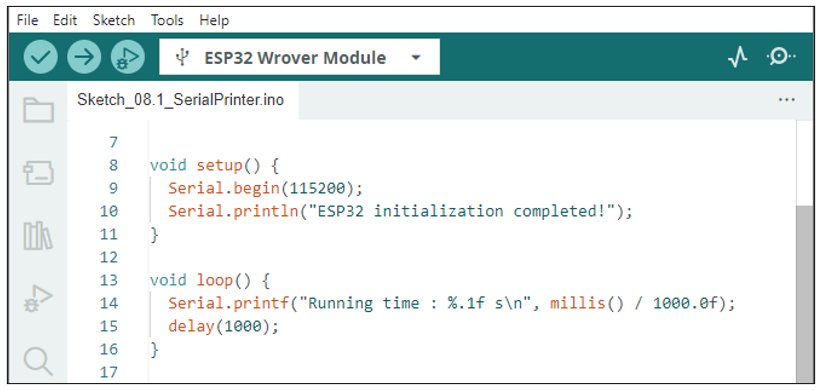 File Edit Sketch Tools Help
ESP32 Wrover Module
Sketch_08.1_SerialPrinter.ino
7
8 void setup() {
9 Serial.begin(115200);
10 Serial.println("ESP32 initialization completed!");
11 }
12
13 void loop() {
14 Serial.printf("Running time : %.1f s\n", millis() / 1000.0f);
15 delay(1000);
16 }
17